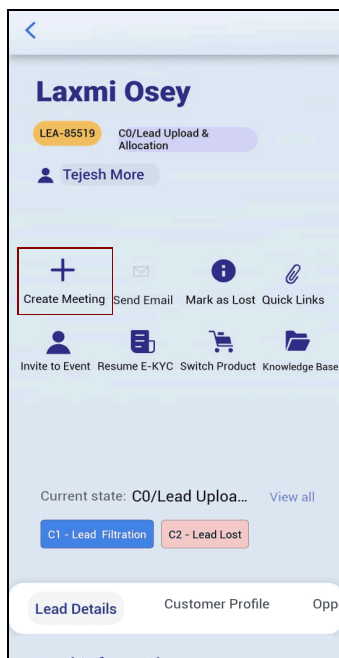 Laxmi Osey
LEA-85519
C0/Lead Upload &
Allocation
Tejesh More
Create Meeting Send Email Mark as Lost Quick Links
Invite to Event Resume E-KYC Switch Product Knowledge Base
Current state: C0/Lead Uploa... View all
C1 - Lead Filtration C2 - Lead Lost
Lead Details Customer Profile Opp